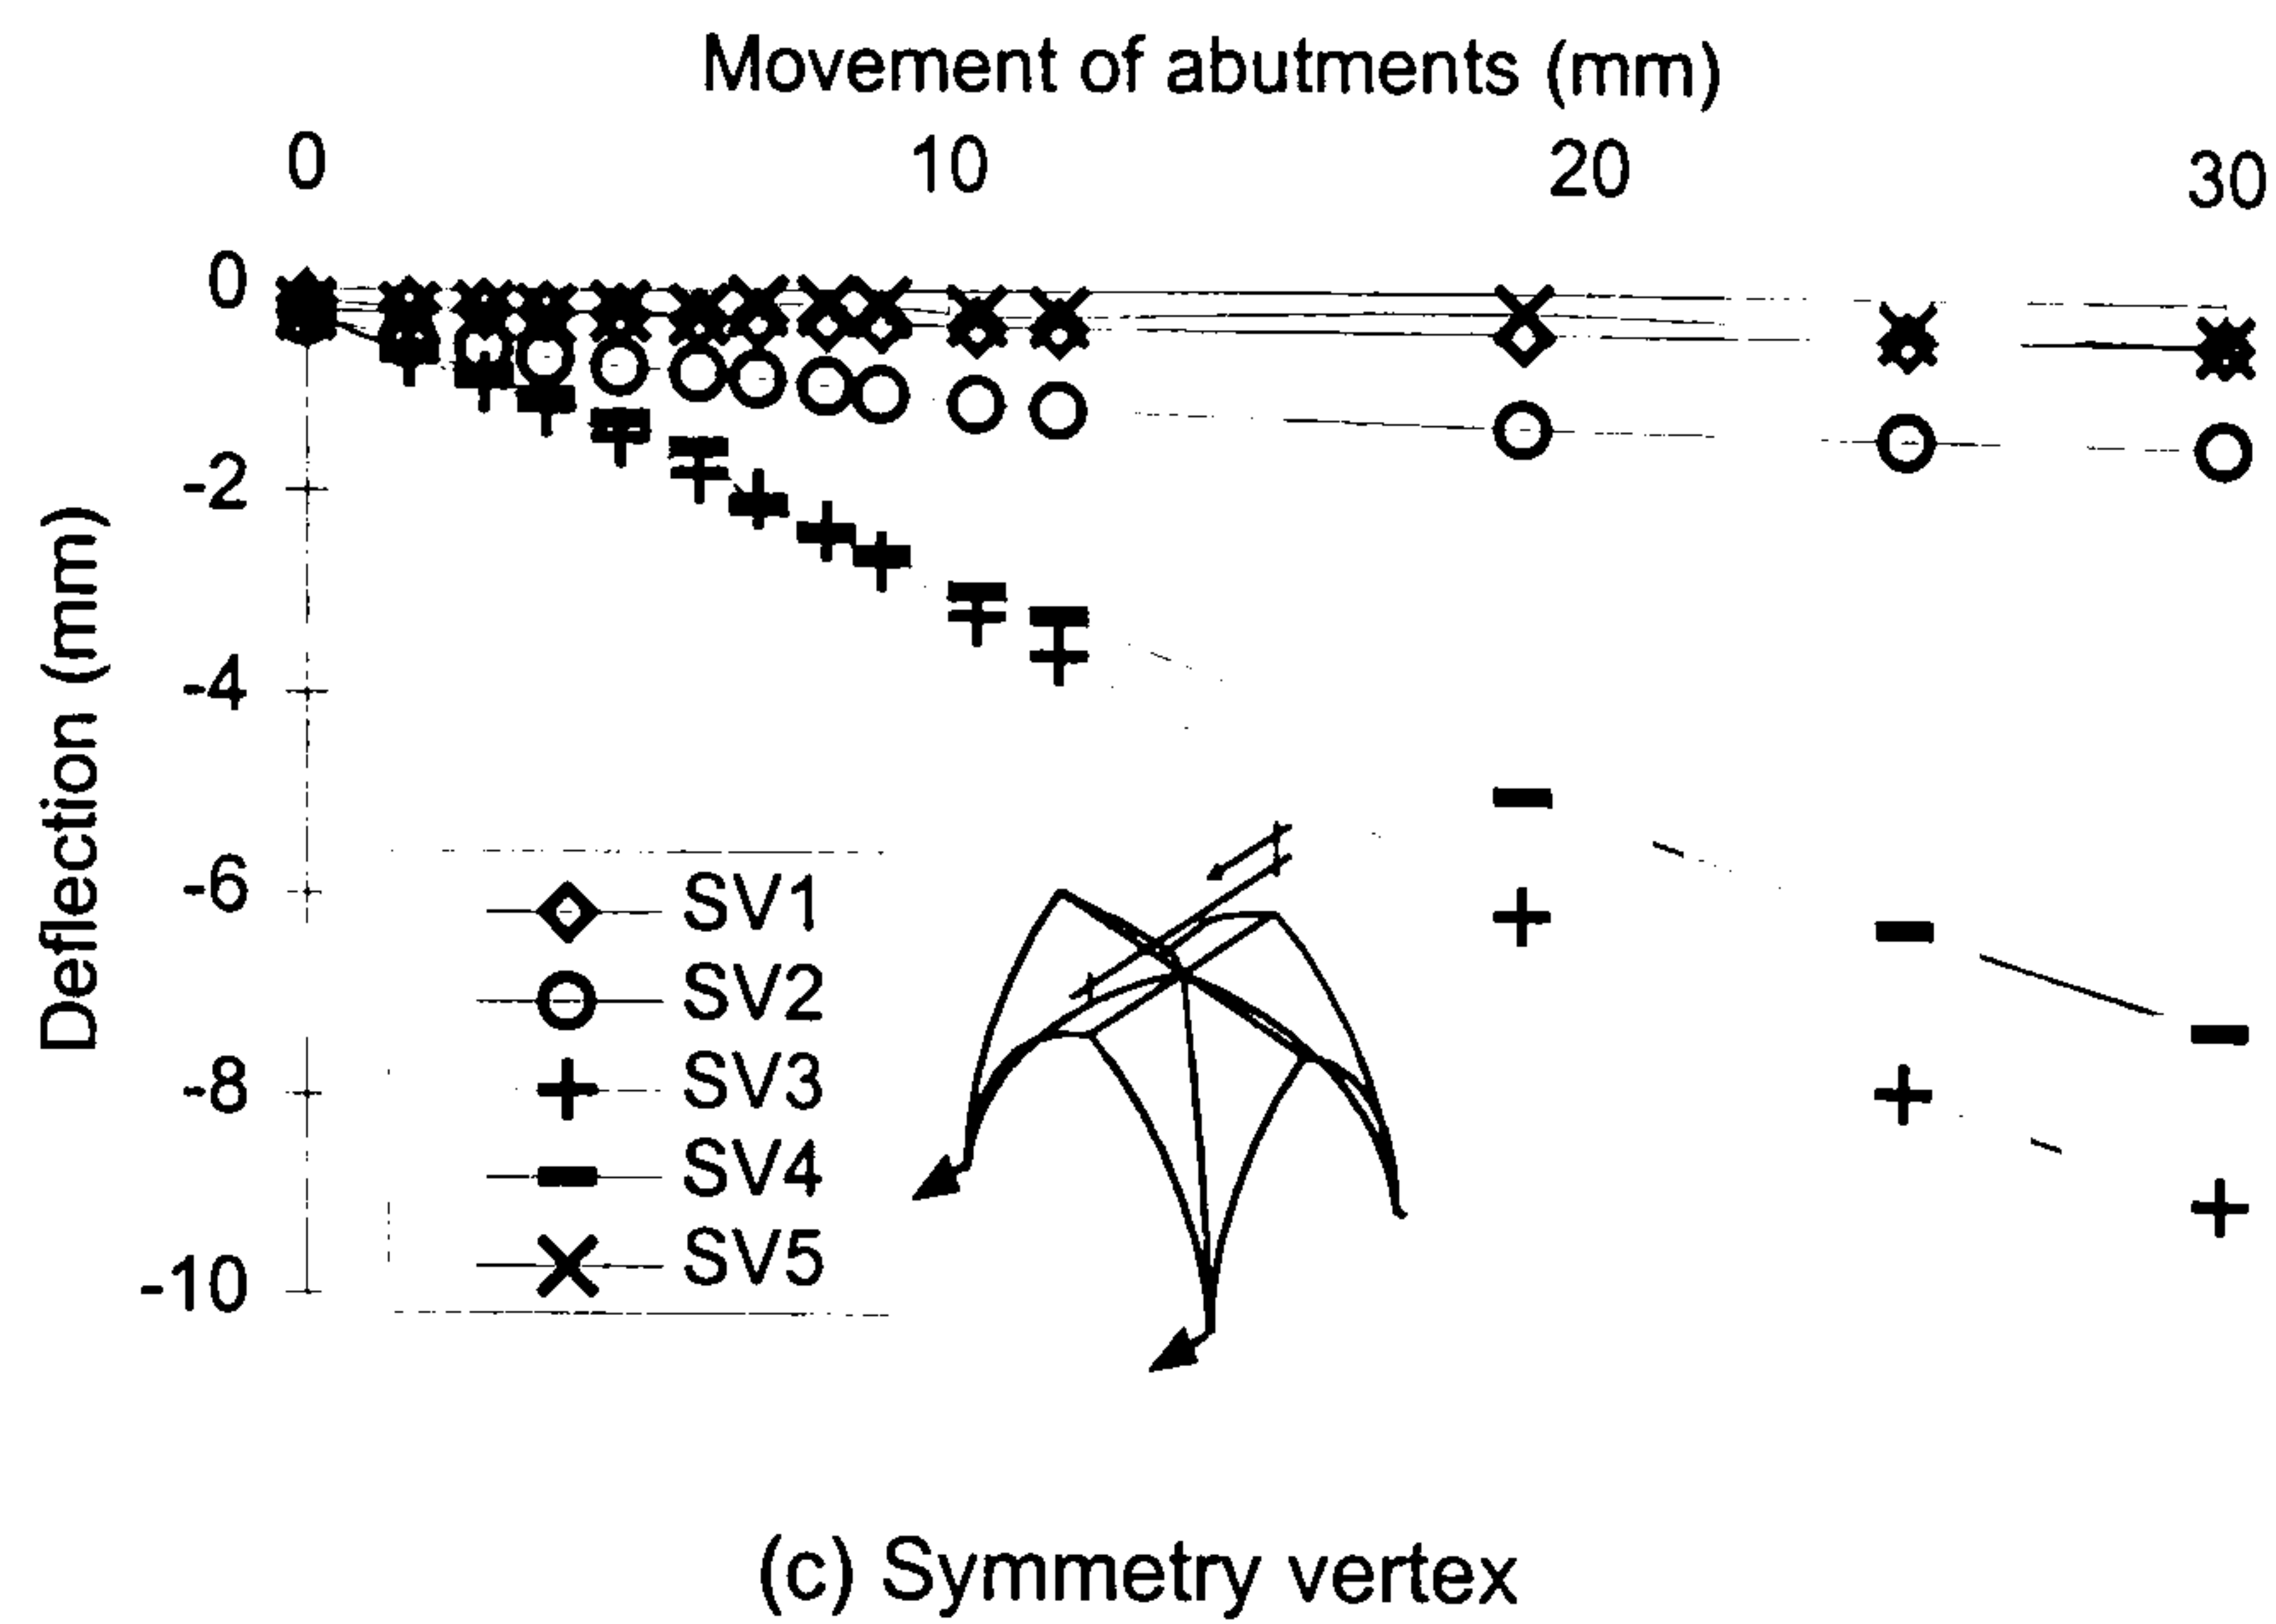 Movement of abutments (mm)
0 10 20 30
0
-2
-4
-6
-8
-10
Deflection (mm)
SV1
SV2
SV3
SV4
SV5
(c) Symmetry vertex